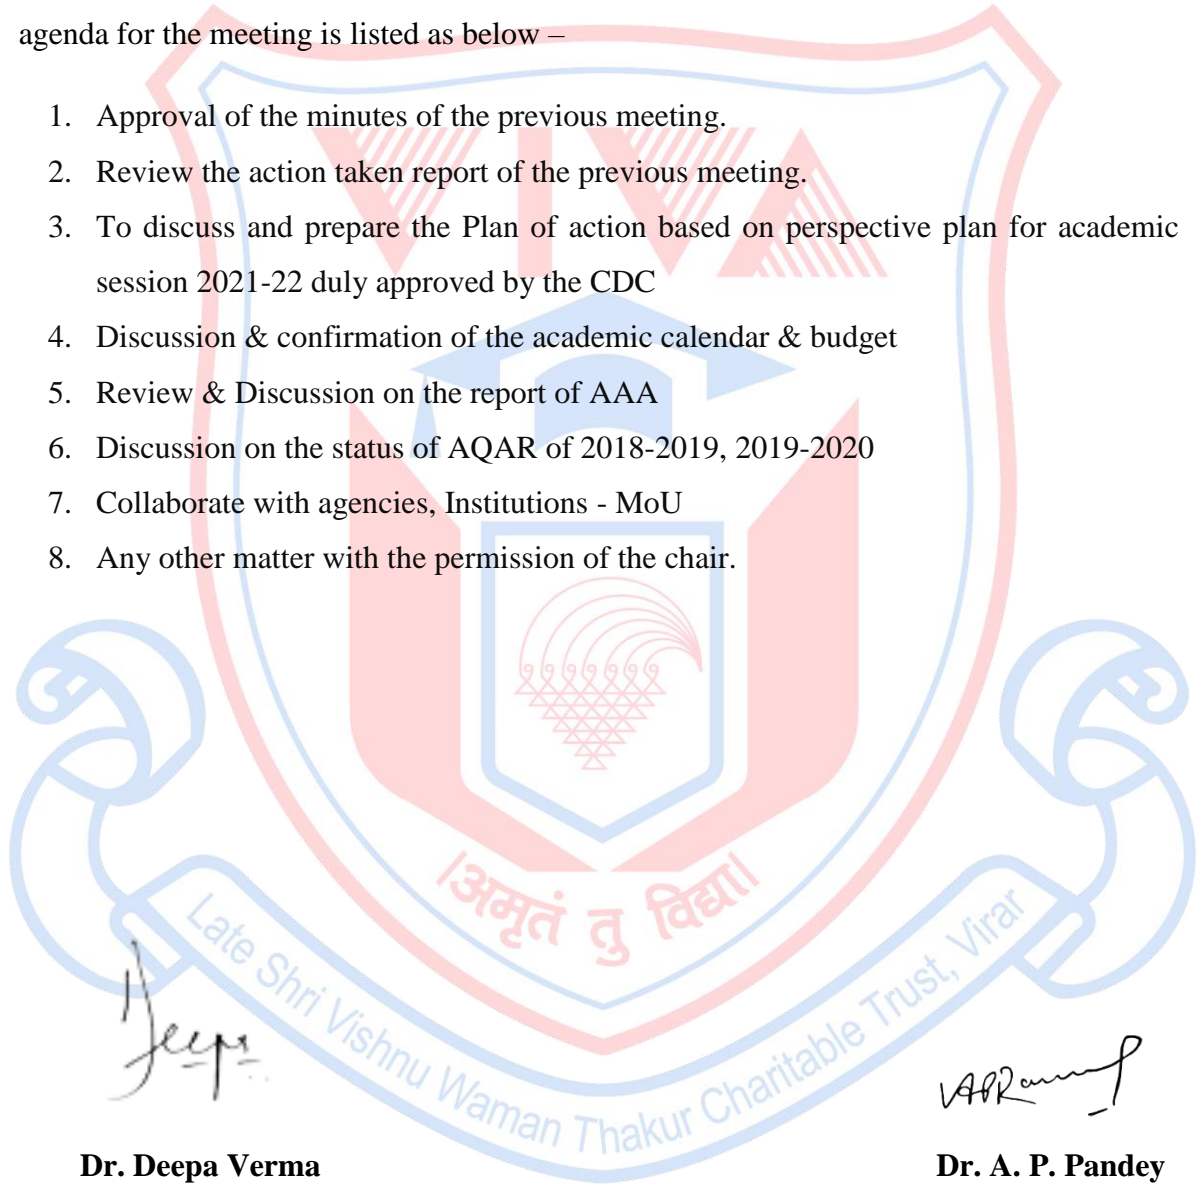 agenda for the meeting is listed as below –
1. Approval of the minutes of the previous meeting.
2. Review the action taken report of the previous meeting.
3. To discuss and prepare the Plan of action based on perspective plan for academic
session 2021-22 duly approved by the CDC
4. Discussion & confirmation of the academic calendar & budget
5. Review & Discussion on the report of AAA
6. Discussion on the status of AQAR of 2018-2019, 2019-2020
7. Collaborate with agencies, Institutions - MoU
8. Any other matter with the permission of the chair.
VIVA
।अमृतं तु विद्या।
Late Shri Vishnu Waman Thakur Charitable Trust, Virar
Deepa
Dr. Deepa Verma
Dr. A. P. Pandey